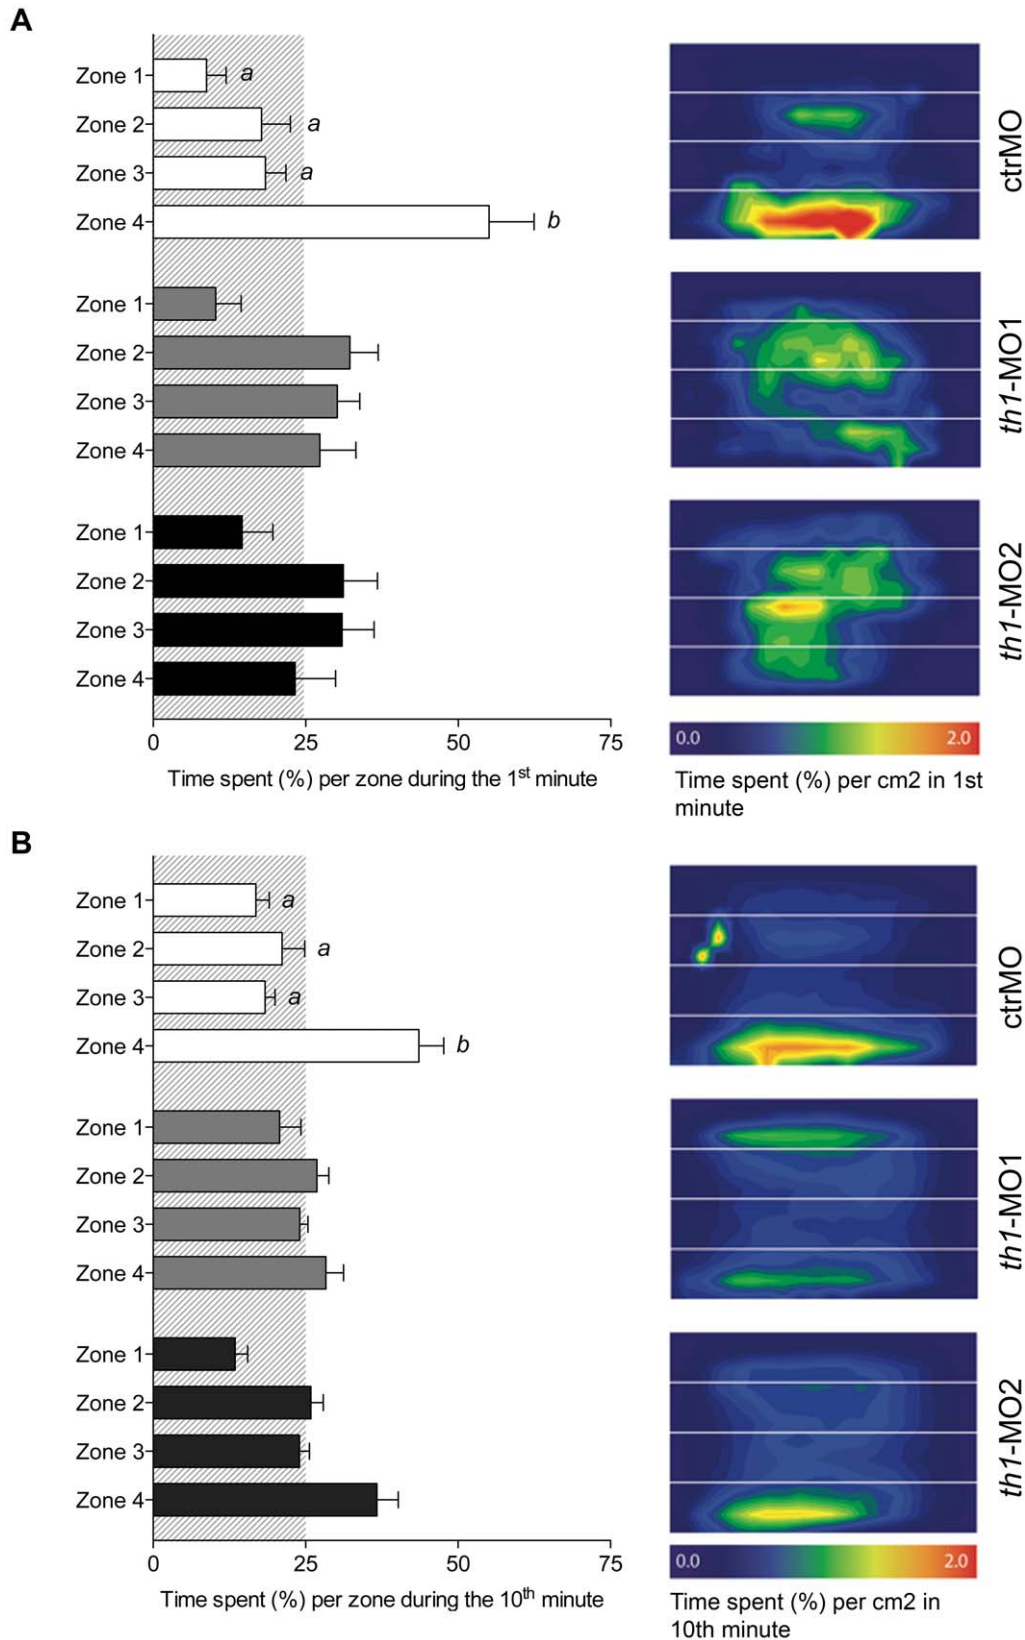 A
Zone 1
a
Zone 2
a
Zone 3
a
Zone 4
b
Zone 1
Zone 2
Zone 3
Zone 4
Zone 1
Zone 2
Zone 3
Zone 4
0 25 50 75
Time spent (%) per zone during the 1st minute
ctrMO
th1-MO1
th1-MO2
0.0 2.0
Time spent (%) per cm2 in 1st
minute
B
Zone 1
a
Zone 2
a
Zone 3
a
Zone 4
b
Zone 1
Zone 2
Zone 3
Zone 4
Zone 1
Zone 2
Zone 3
Zone 4
0 25 50 75
Time spent (%) per zone during the 10th minute
ctrMO
th1-MO1
th1-MO2
0.0 2.0
Time spent (%) per cm2 in
10th minute